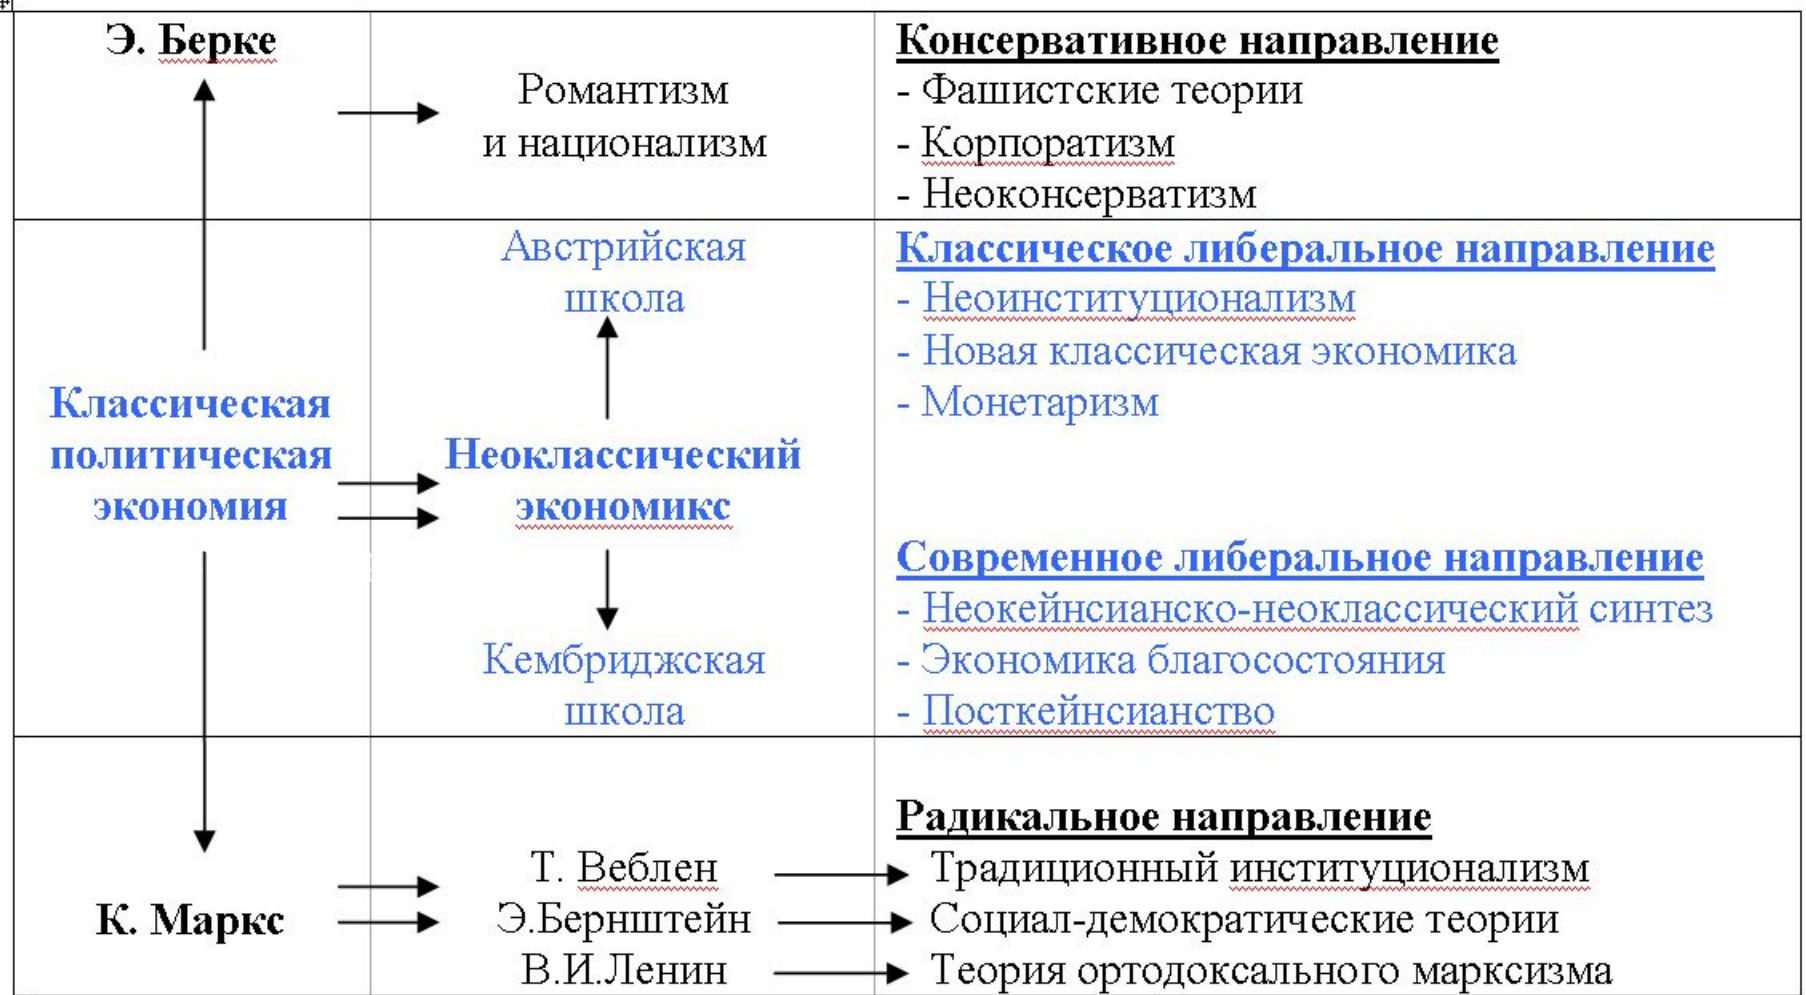 Э. Берке
Романтизм
и национализм
Консервативное направление
- Фашистские теории
- Корпоратизм
- Неоконсерватизм
Классическая
политическая
экономия
Австрийская
школа
Неоклассический
экономикс
Кембриджская
школа
Классическое либеральное направление
- Неоинституционализм
- Новая классическая экономика
- Монетаризм
Современное либеральное направление
- Неокейнсианско-неоклассический синтез
- Экономика благосостояния
- Посткейнсианство
К. Маркс
Т. Веблен
Э.Бернштейн
В.И.Ленин
Радикальное направление
Традиционный институционализм
Социал-демократические теории
Теория ортодоксального марксизма